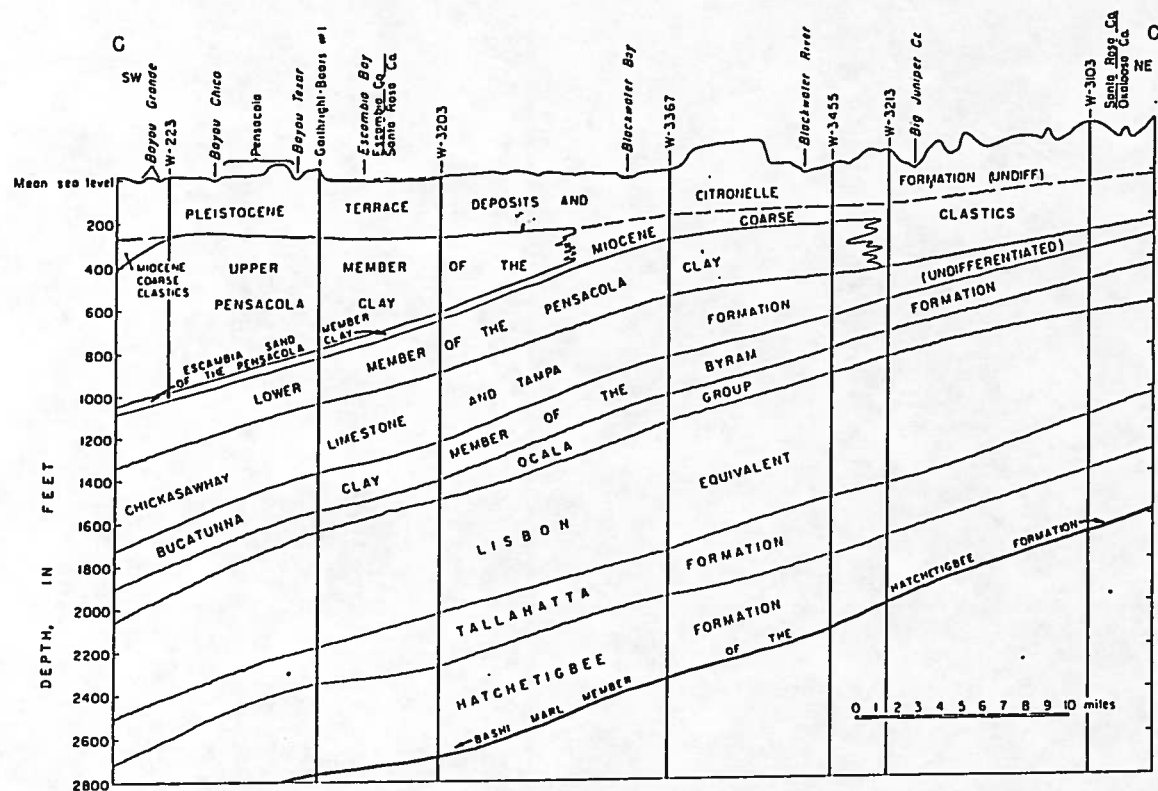 C
C'
SW
NE
Bayou Grande
W-223
Bayou Chico
Pensacola
Bayou Texar
Gathright-Baars #1
Escambia Bay
Escambia Co
Santa Rosa Co
W-3203
Blackwater Bay
W-3367
Blackwater River
W-3455
W-3213
Big Juniper Cr.
W-3103
Santa Rosa Co
Okaloosa Co
Mean sea level
200
400
600
800
1000
1200
1400
1600
1800
2000
2200
2400
2600
2800
DEPTH, IN FEET
PLEISTOCENE TERRACE DEPOSITS AND CITRONELLE FORMATION (UNDIFF)
MIOCENE
COARSE
CLASTICS
MIOCENE COARSE CLASTICS (UNDIFFERENTIATED)
UPPER MEMBER OF THE
PENSACOLA CLAY
ESCAMBIA SAND MEMBER
OF THE PENSACOLA CLAY
LOWER MEMBER OF THE PENSACOLA CLAY
CHICKASAWHAY LIMESTONE AND TAMPA FORMATION
BUCATUNNA CLAY MEMBER OF THE BYRAM FORMATION
OCALA GROUP
LISBON EQUIVALENT
TALLAHATTA FORMATION
HATCHETIGBEE FORMATION
BASHI MARL MEMBER OF THE HATCHETIGBEE FORMATION
0 1 2 3 4 5 6 7 8 9 10 miles